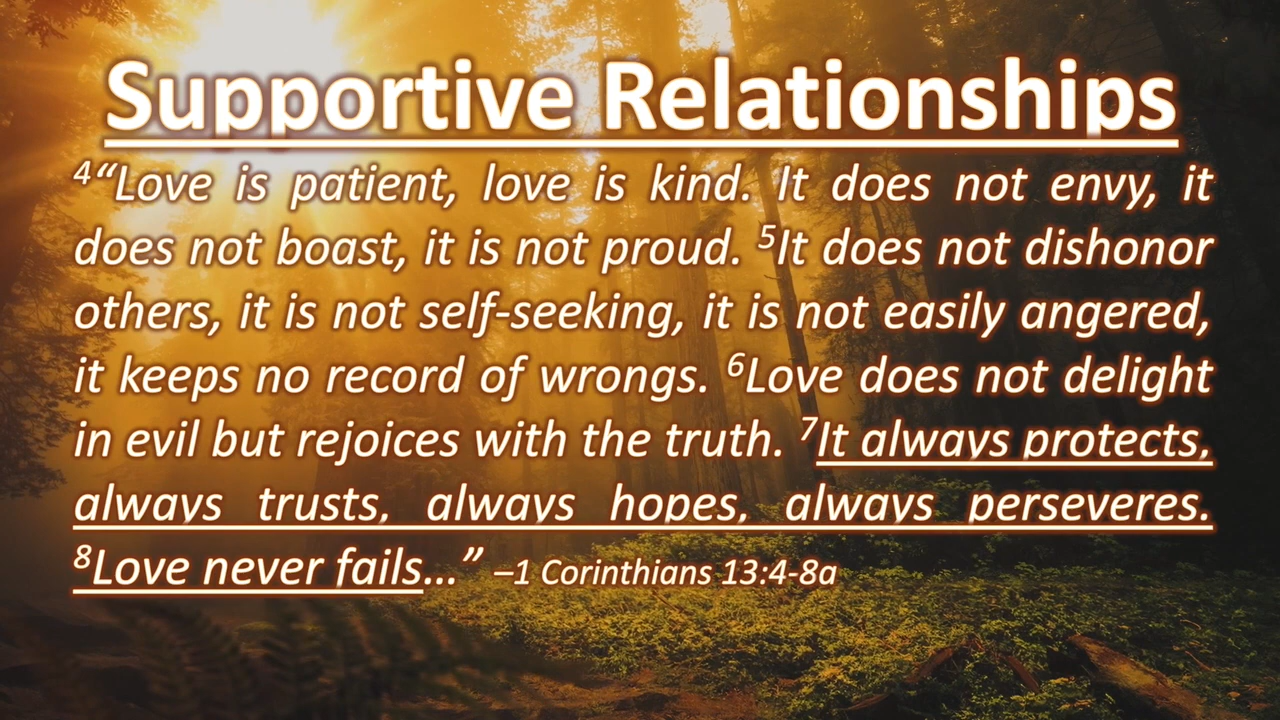 Supportive Relationships
⁴“Love is patient, love is kind. It does not envy, it
does not boast, it is not proud. ⁵It does not dishonor
others, it is not self-seeking, it is not easily angered,
it keeps no record of wrongs. ⁶Love does not delight
in evil but rejoices with the truth. ⁷It always protects,
always trusts, always hopes, always perseveres.
⁸Love never fails…” –1 Corinthians 13:4-8a